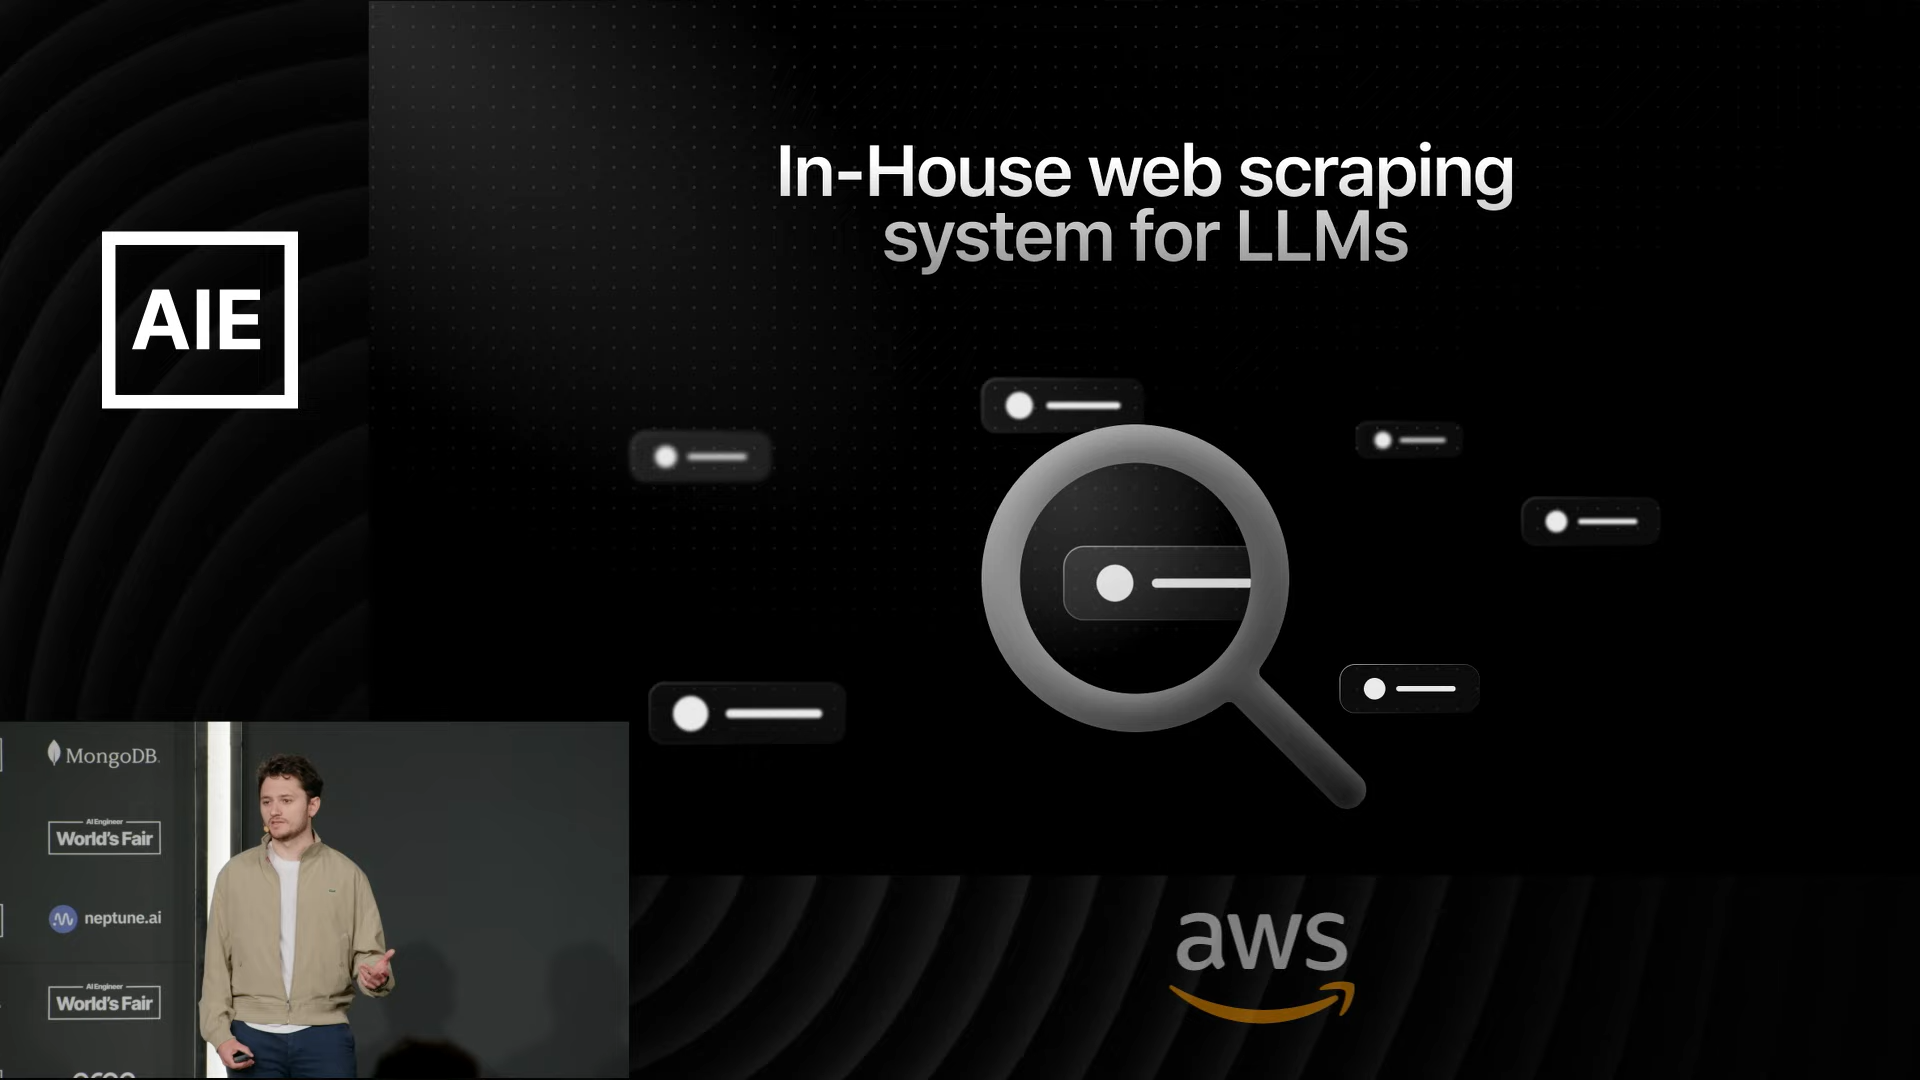 In-House web scraping
system for LLMs
AIE
MongoDB.
AI Engineer
World's Fair
neptune.ai
AI Engineer
World's Fair
aws